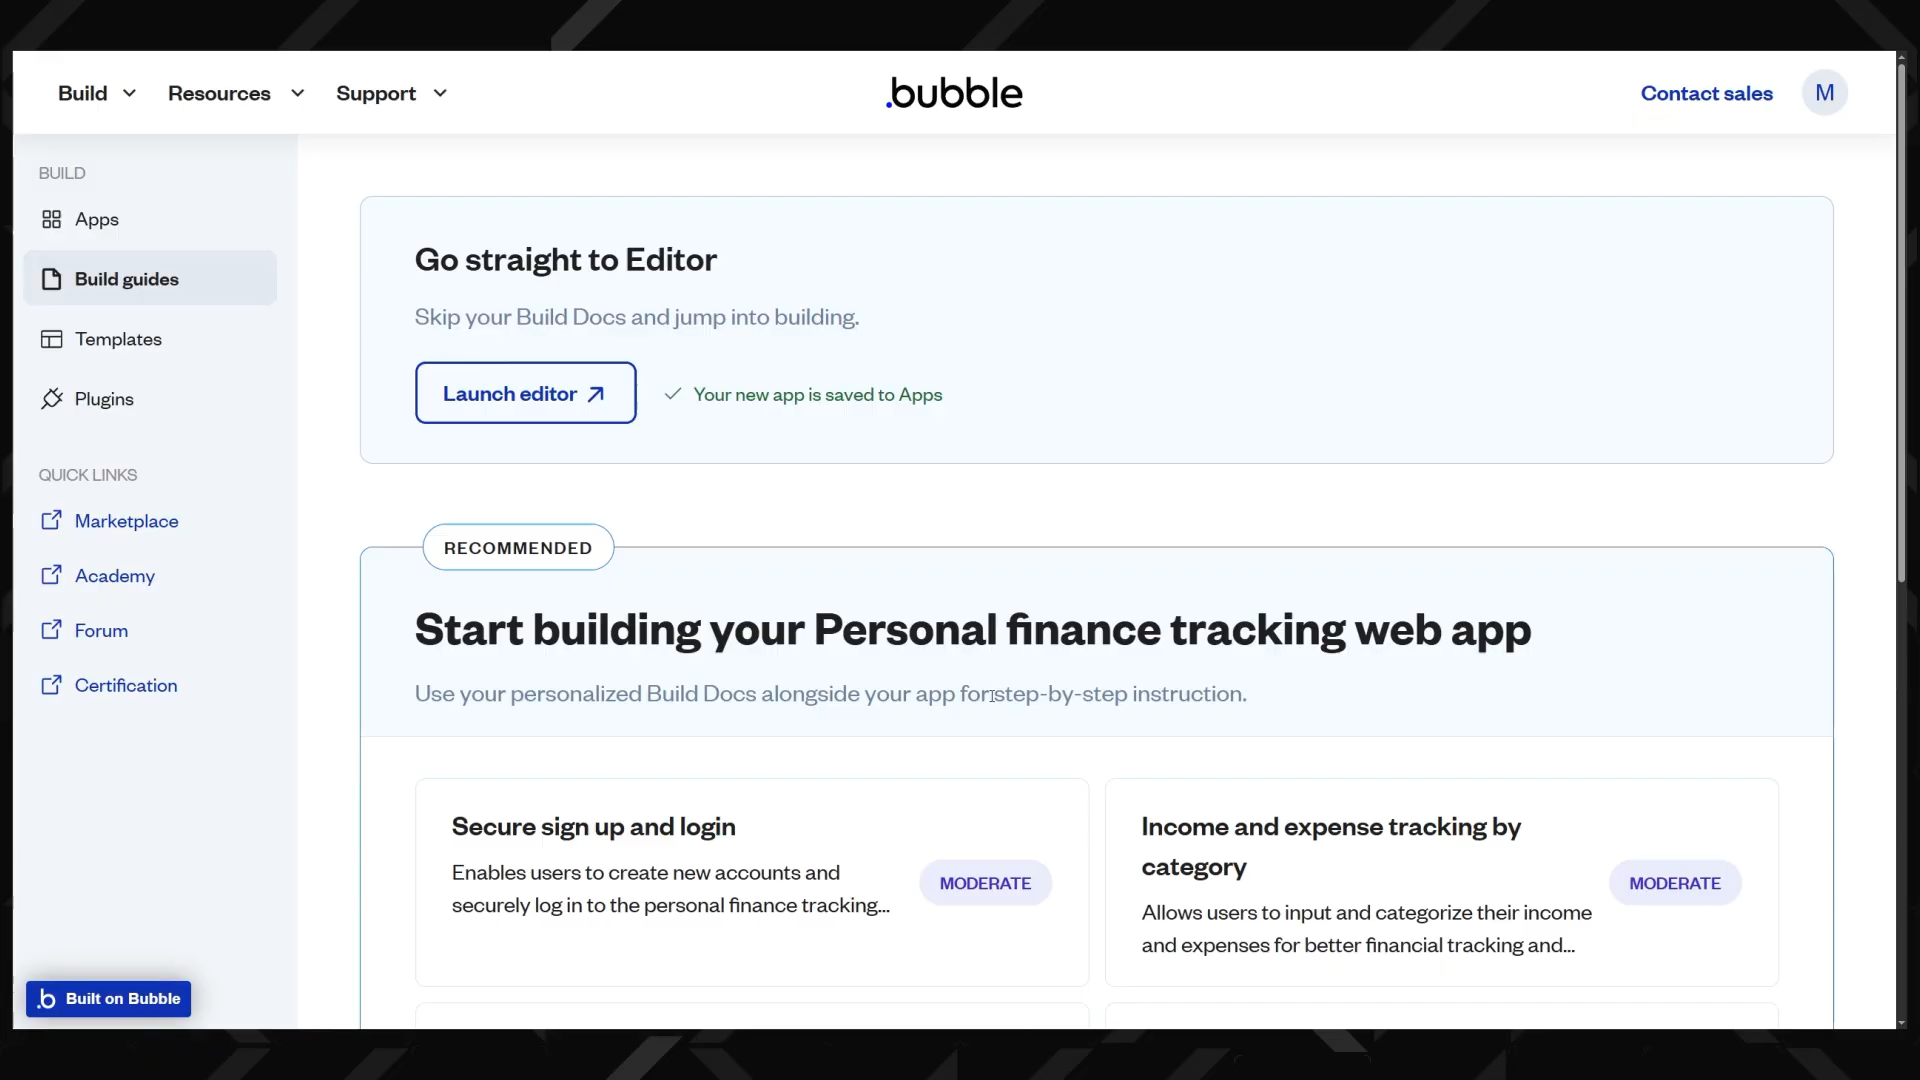 Build
Resources
Support
.bubble
Contact sales
M
BUILD
Apps
Build guides
Templates
Plugins
QUICK LINKS
Marketplace
Academy
Forum
Certification
Built on Bubble
Go straight to Editor
Skip your Build Docs and jump into building.
Launch editor
Your new app is saved to Apps
RECOMMENDED
Start building your Personal finance tracking web app
Use your personalized Build Docs alongside your app for step-by-step instruction.
Secure sign up and login
Enables users to create new accounts and
securely log in to the personal finance tracking...
MODERATE
Income and expense tracking by
category
Allows users to input and categorize their income
and expenses for better financial tracking and...
MODERATE